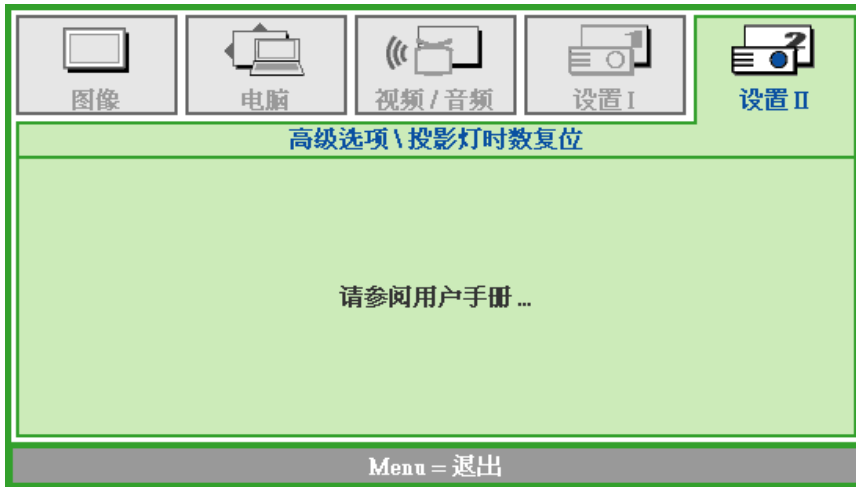 图像 电脑 视频 / 音频 设置 I 2 设置 II
高级选项 \ 投影灯时数复位
请参阅用户手册 ...
Menu = 退出